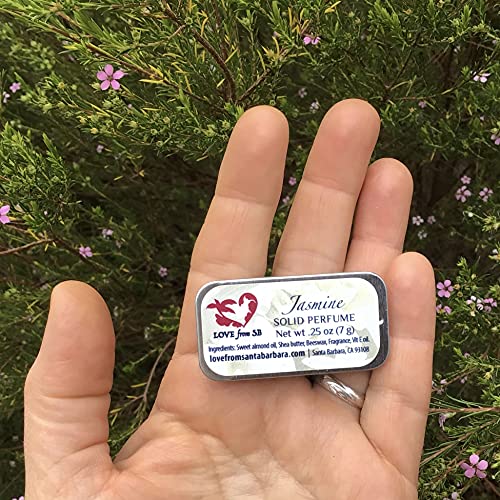 Jasmine
SOLID PERFUME
Net wt .25 oz (7 g)
LOVE from SB
Ingredients: Sweet almond oil, Shea butter, Beeswax, Fragrance, Vit E oil.
lovefromsantabarbara.com | Santa Barbara, CA 93108